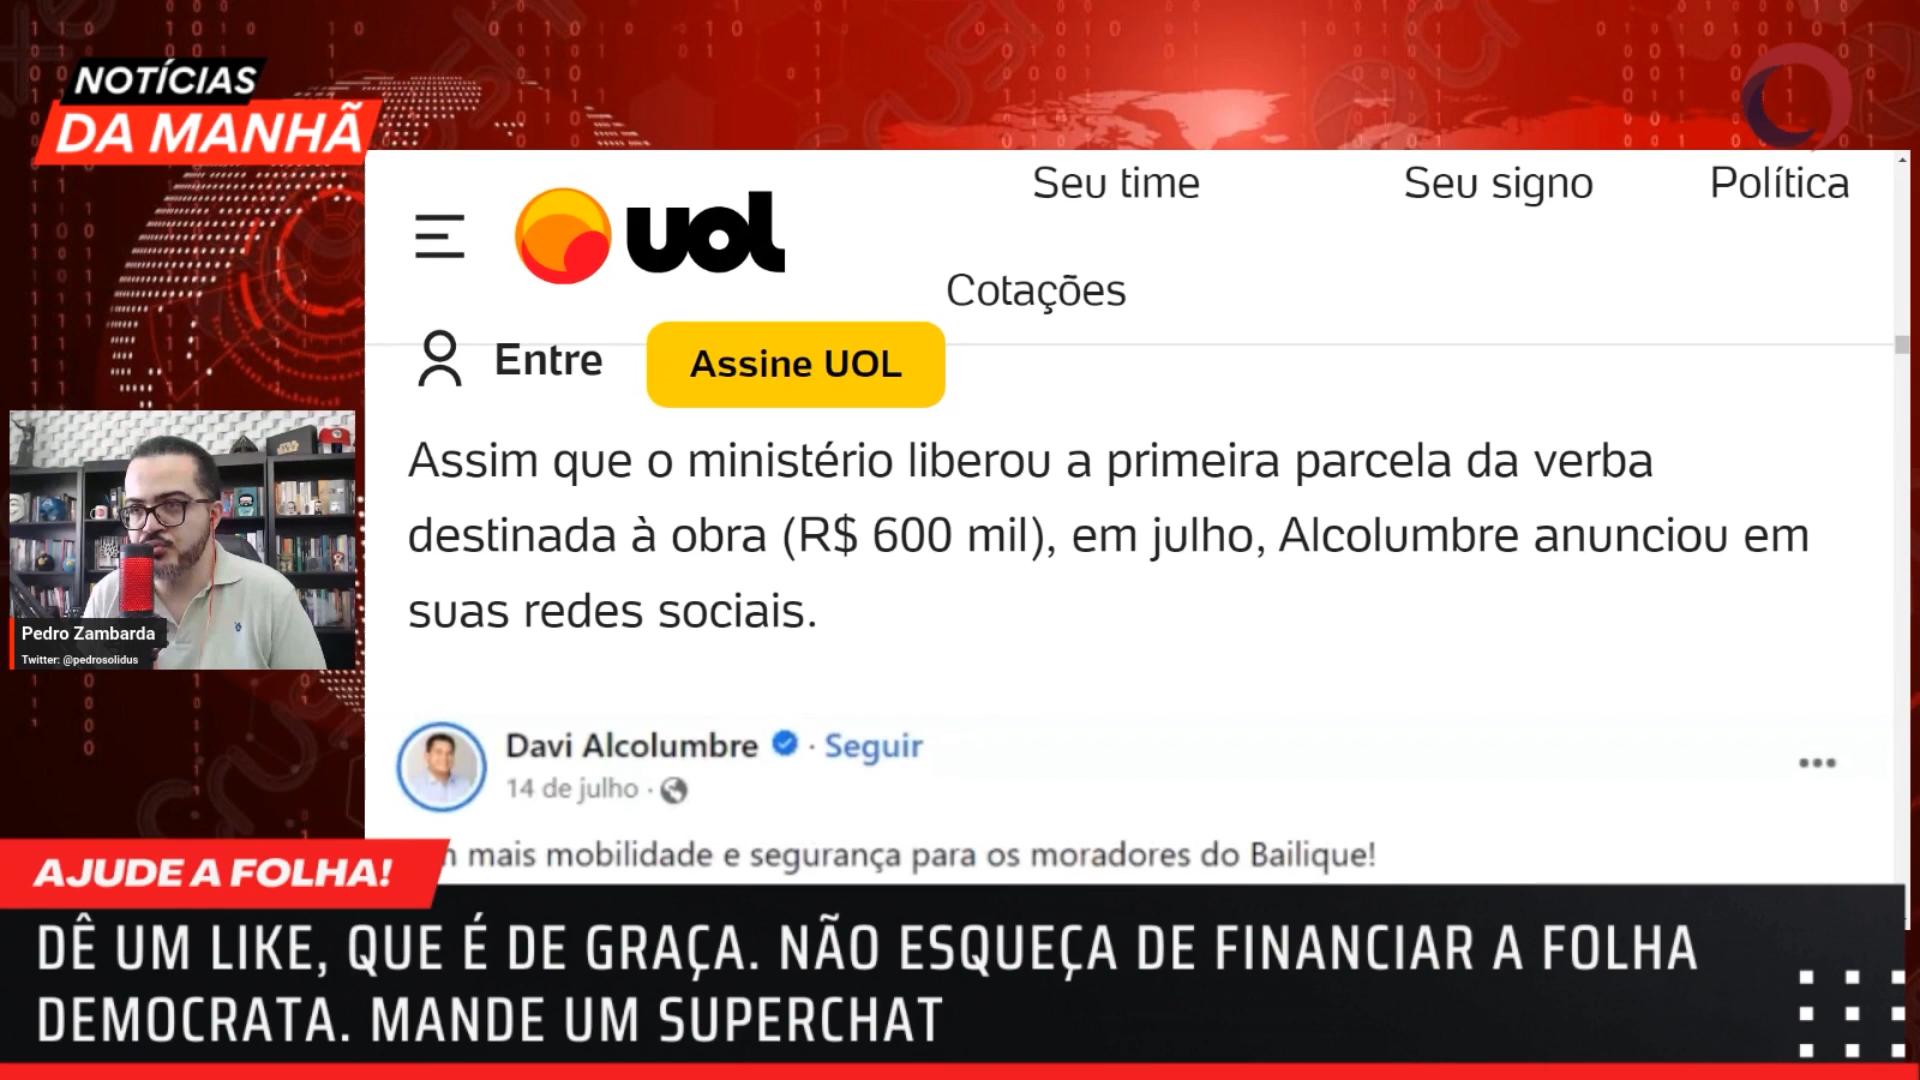 NOTÍCIAS
DA MANHÃ
uol
Seu time
Seu signo
Política
Cotações
Entre
Assine UOL
Assim que o ministério liberou a primeira parcela da verba
destinada à obra (R$ 600 mil), em julho, Alcolumbre anunciou em
suas redes sociais.
Davi Alcolumbre · Seguir
14 de julho ·
mais mobilidade e segurança para os moradores do Bailique!
Pedro Zambarda
Twitter: @pedrosolidus
AJUDE A FOLHA!
DÊ UM LIKE, QUE É DE GRAÇA. NÃO ESQUEÇA DE FINANCIAR A FOLHA
DEMOCRATA. MANDE UM SUPERCHAT